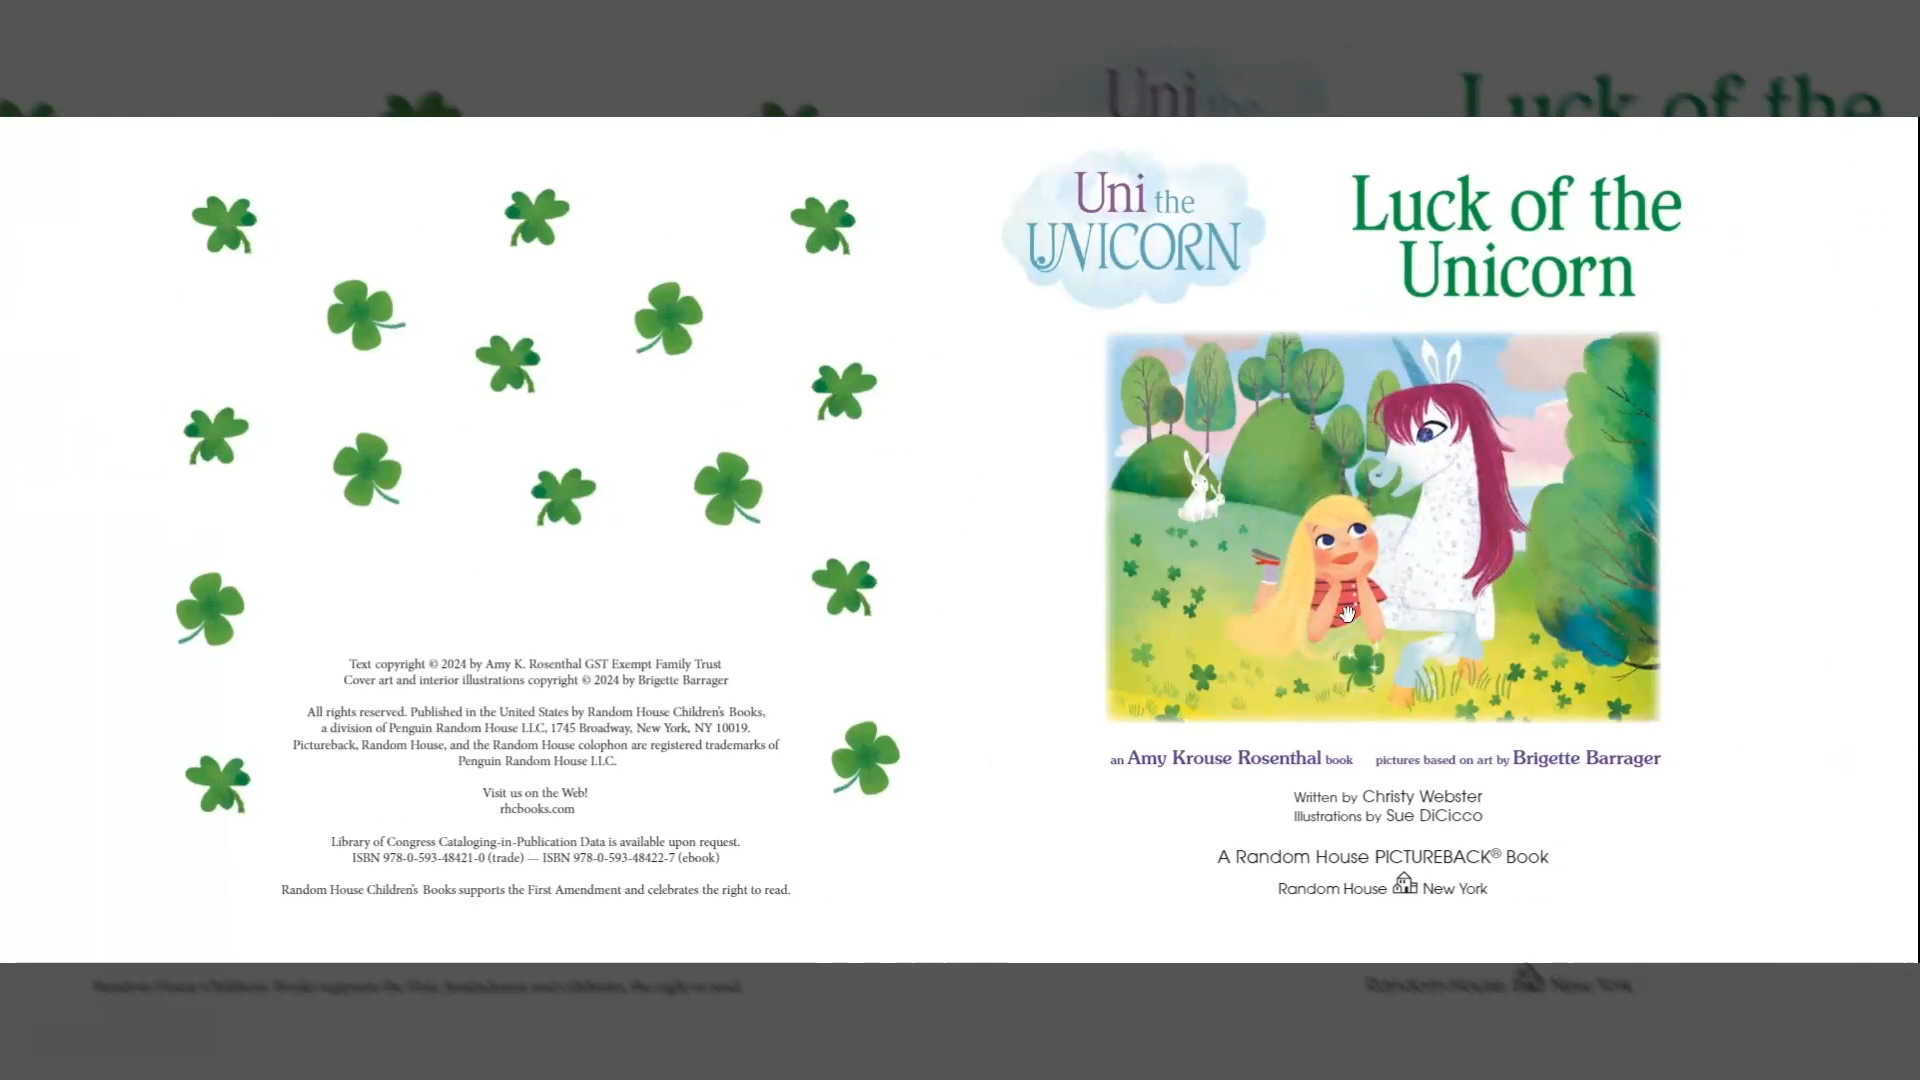 Text copyright © 2024 by Amy K. Rosenthal GST Exempt Family Trust
Cover art and interior illustrations copyright © 2024 by Brigette Barrager
All rights reserved. Published in the United States by Random House Children's Books,
a division of Penguin Random House LLC, 1745 Broadway, New York, NY 10019.
Pictureback, Random House, and the Random House colophon are registered trademarks of
Penguin Random House LLC.
Visit us on the Web!
rhcbooks.com
Library of Congress Cataloging-in-Publication Data is available upon request.
ISBN 978-0-593-48421-0 (trade) — ISBN 978-0-593-48422-7 (ebook)
Random House Children's Books supports the First Amendment and celebrates the right to read.
Uni the
UNICORN
Luck of the
Unicorn
an Amy Krouse Rosenthal book pictures based on art by Brigette Barrager
Written by Christy Webster
Illustrations by Sue DiCicco
A Random House PICTUREBACK® Book
Random House New York